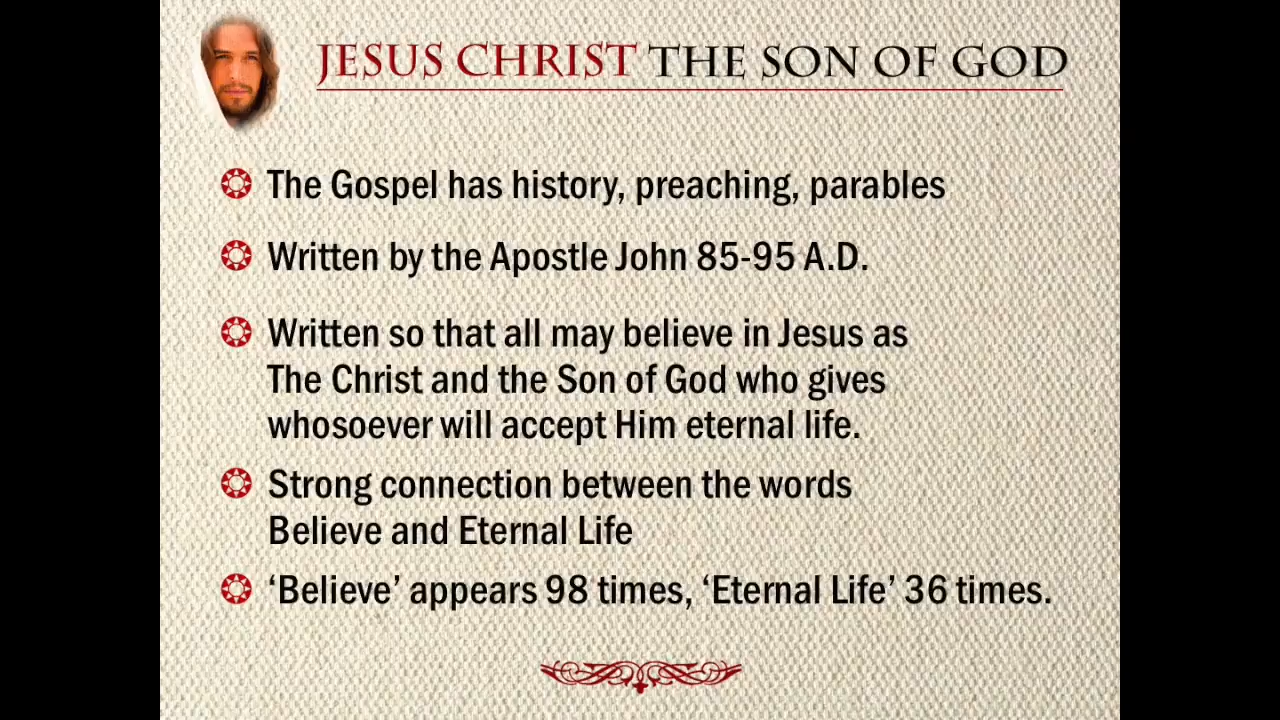 JESUS CHRIST THE SON OF GOD
The Gospel has history, preaching, parables
Written by the Apostle John 85-95 A.D.
Written so that all may believe in Jesus as
The Christ and the Son of God who gives
whosoever will accept Him eternal life.
Strong connection between the words
Believe and Eternal Life
‘Believe’ appears 98 times, ‘Eternal Life’ 36 times.